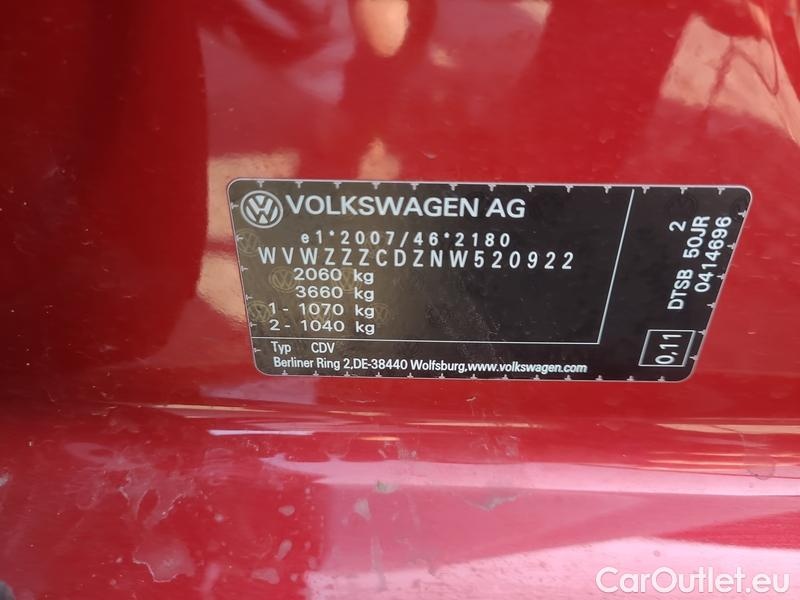 VOLKSWAGEN AG
e1*2007/46*2180
WVWZZZCDZNW520922
2060 kg
3660 kg
1 - 1070 kg
2 - 1040 kg
Typ CDV
Berliner Ring 2,DE-38440 Wolfsburg,www.volkswagen.com
2
DTSB 50JR
0414696
0,11
CarOutlet.eu